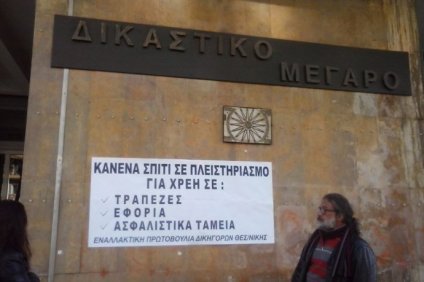 ΔΙΚΑΣΤΙΚΟ
ΜΕΓΑΡΟ
ΚΑΝΕΝΑ ΣΠΙΤΙ ΣΕ ΠΛΕΙΣΤΗΡΙΑΣΜΟ
ΓΙΑ ΧΡΕΗ ΣΕ :
ΤΡΑΠΕΖΕΣ
ΕΦΟΡΙΑ
ΑΣΦΑΛΙΣΤΙΚΑ ΤΑΜΕΙΑ
ΕΝΑΛΛΑΚΤΙΚΗ ΠΡΩΤΟΒΟΥΛΙΑ ΔΙΚΗΓΟΡΩΝ ΘΕΣ/ΝΙΚΗΣ